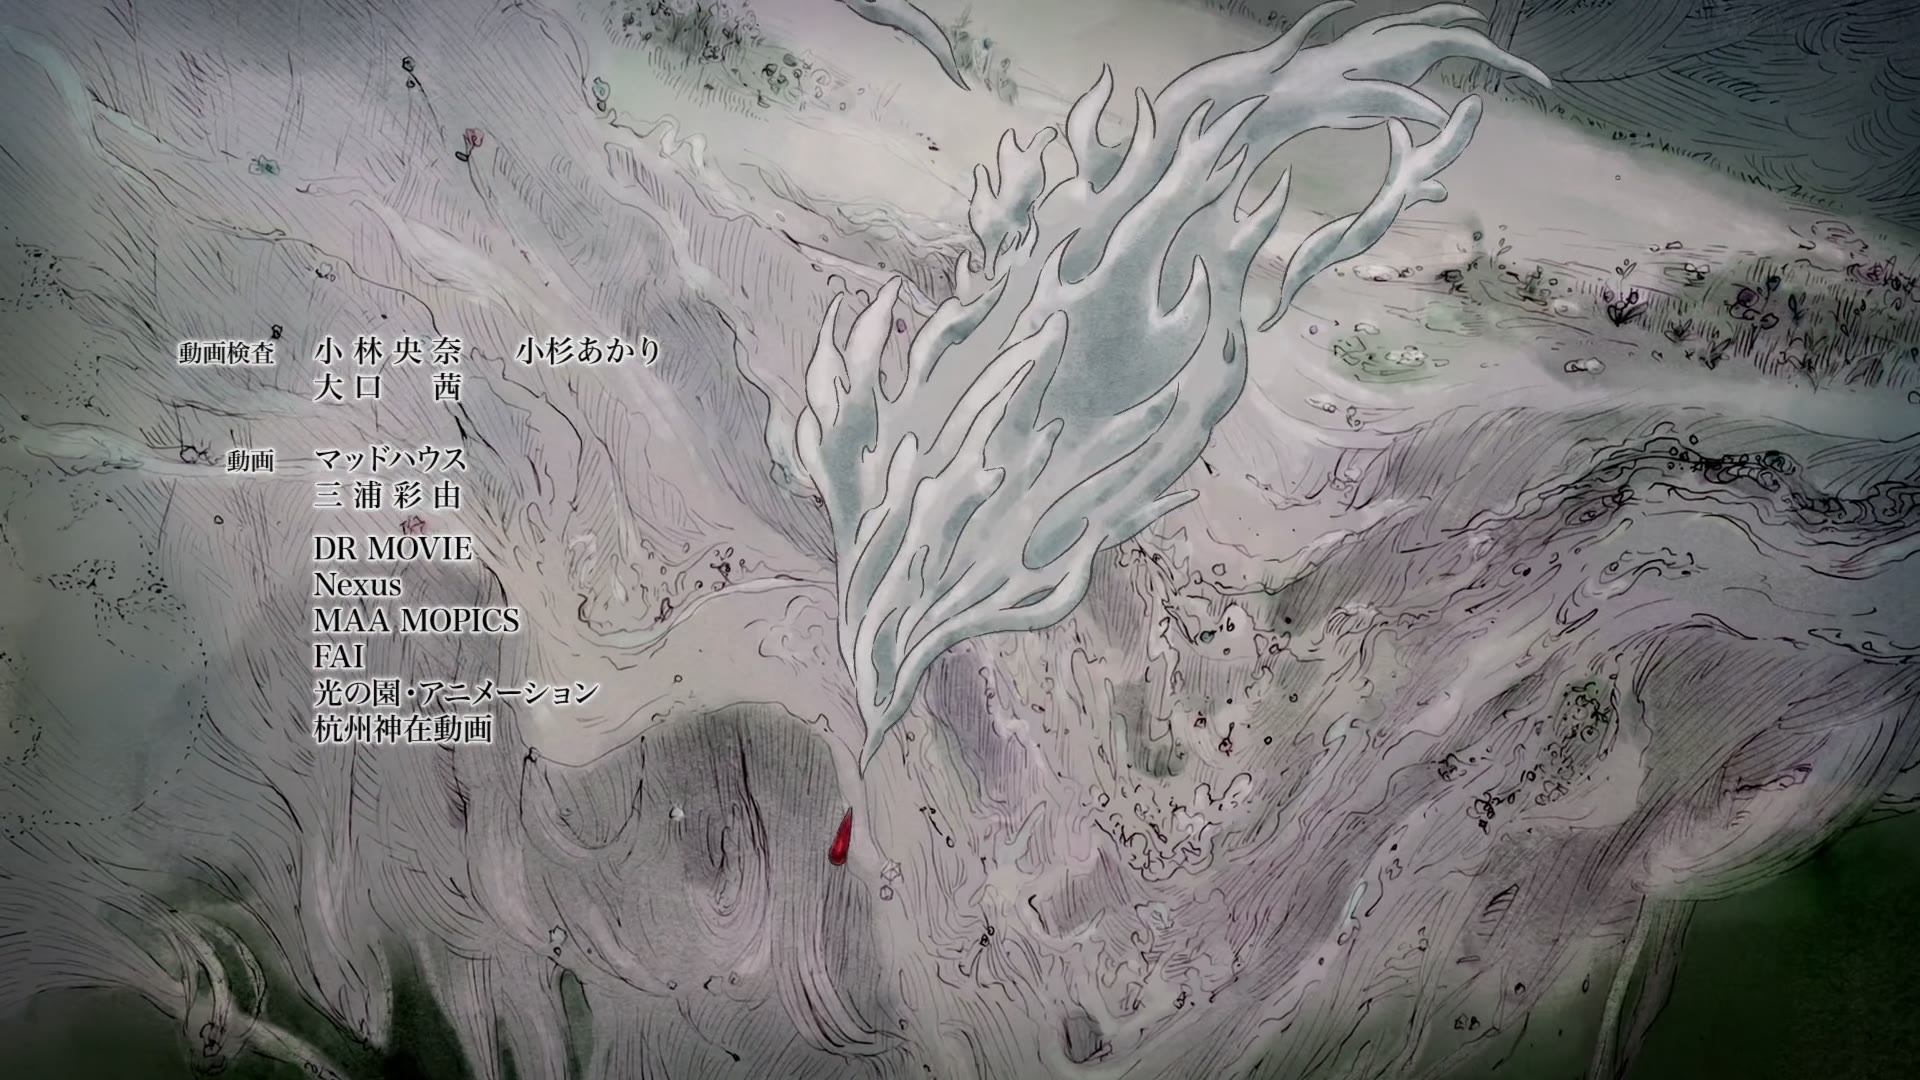 動画検査 小林央奈 小杉あかり
大口 茜
動画 マッドハウス
三浦彩由
DR MOVIE
Nexus
MAA MOPICS
FAI
光の園・アニメーション
杭州神在動画